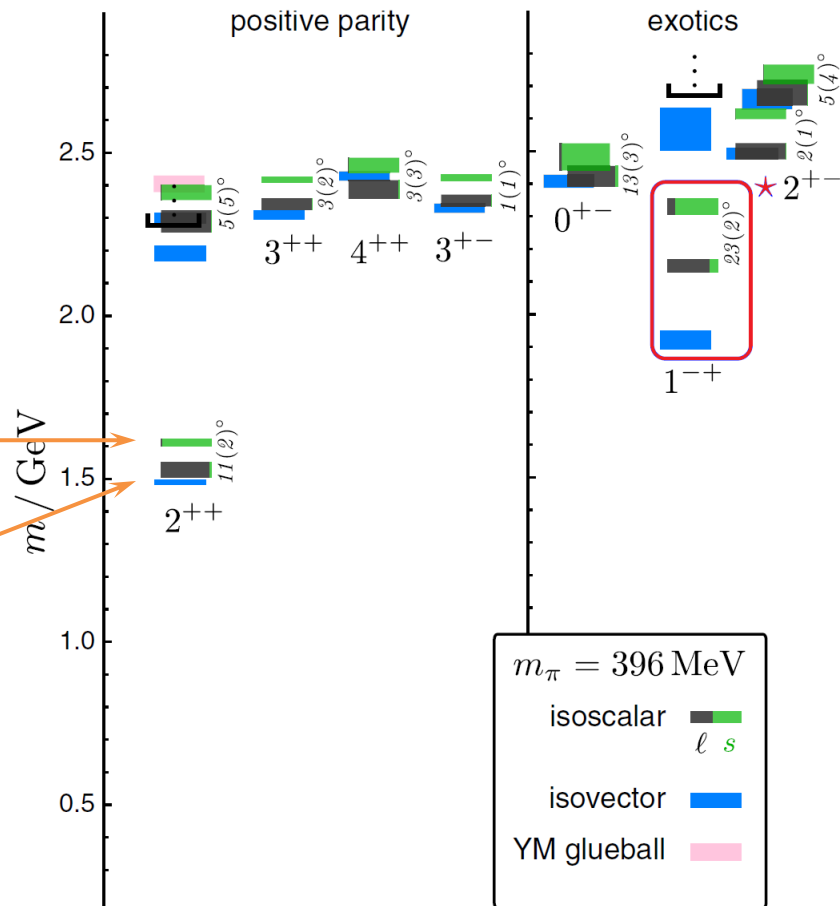 positive parity
exotics
m / GeV
2.5
2.0
1.5
1.0
0.5
5(5)°
3(2)°
3(3)°
1(1)°
3⁺⁺
4⁺⁺
3⁺⁻
11(2)°
2⁺⁺
13(3)°
0⁺⁻
5(4)°
2(1)°
2⁺⁻
23(2)°
1⁻⁺
m_π = 396 MeV
isoscalar
ℓ s
isovector
YM glueball